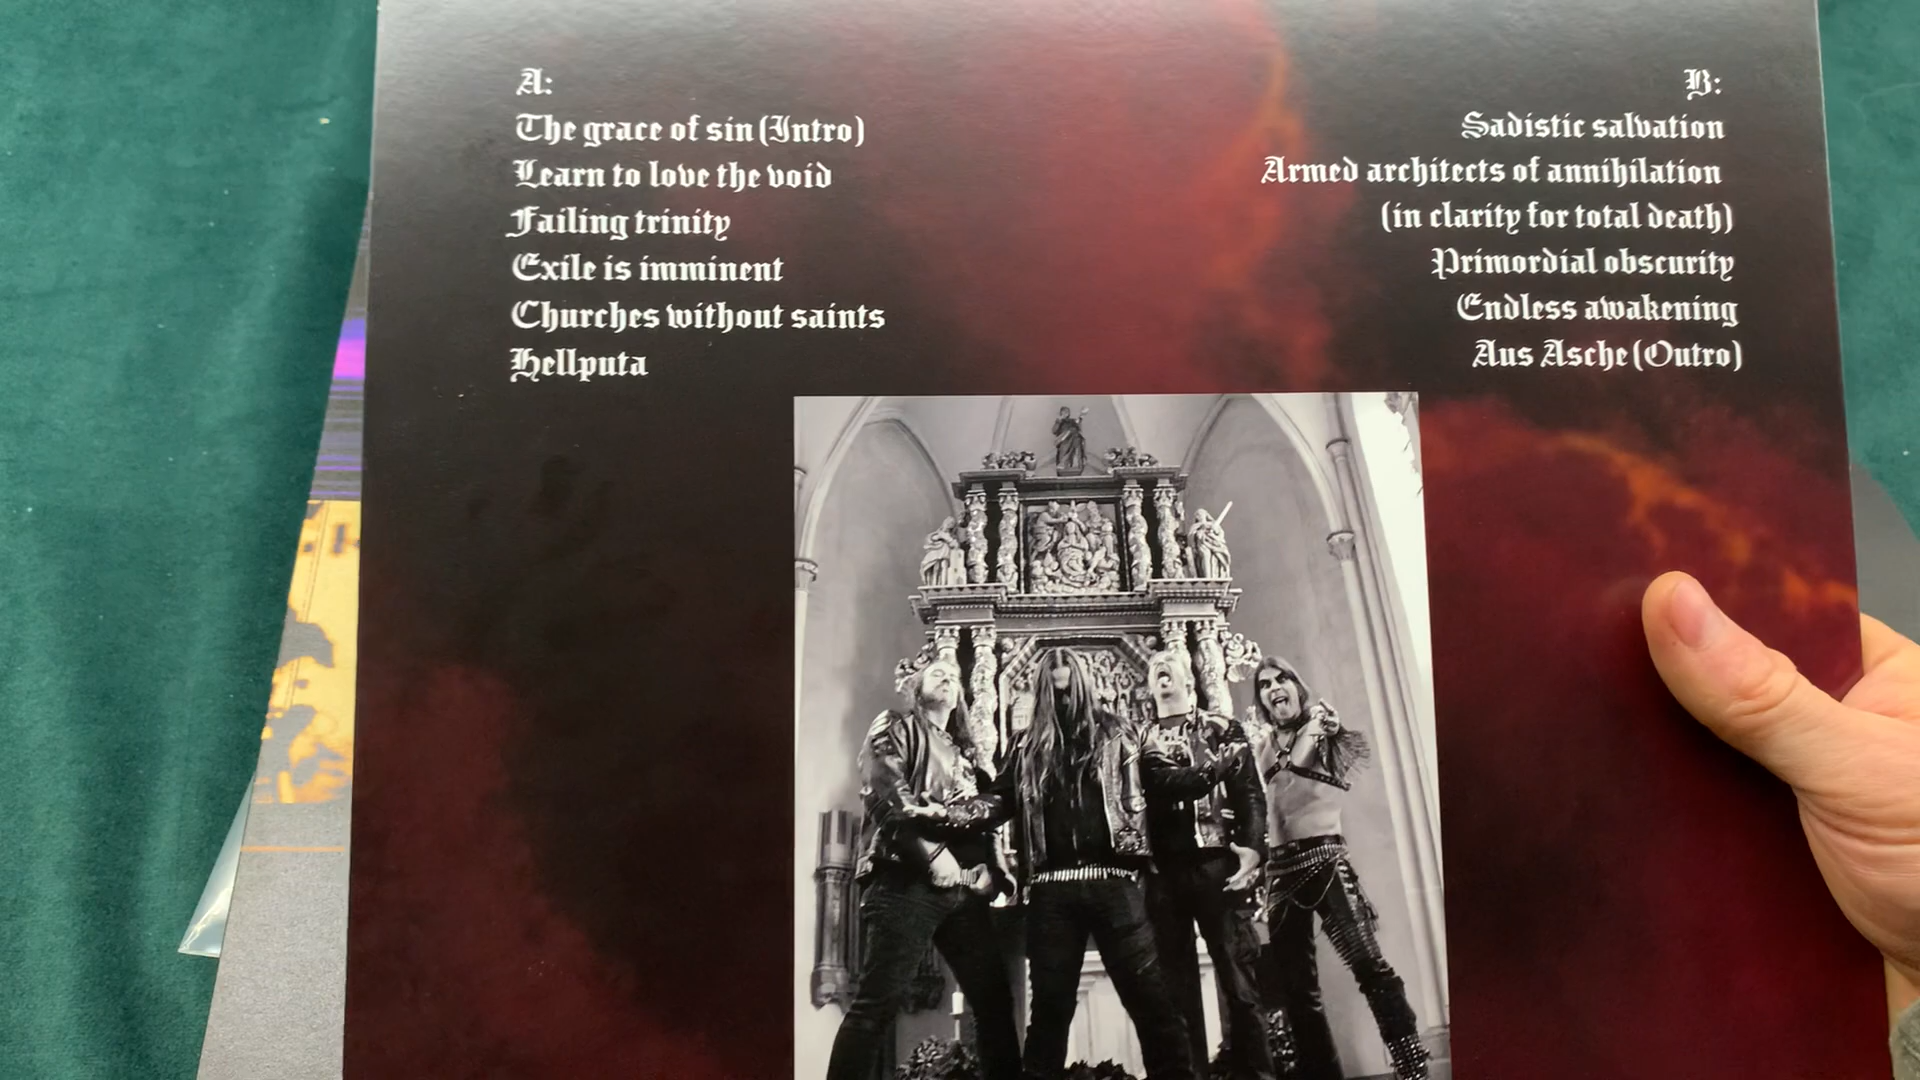 A:
The grace of sin (Intro)
Learn to love the void
Failing trinity
Exile is imminent
Churches without saints
Hellputa
B:
Sadistic salvation
Armed architects of annihilation
(in clarity for total death)
Primordial obscurity
Endless awakening
Aus Asche (Outro)